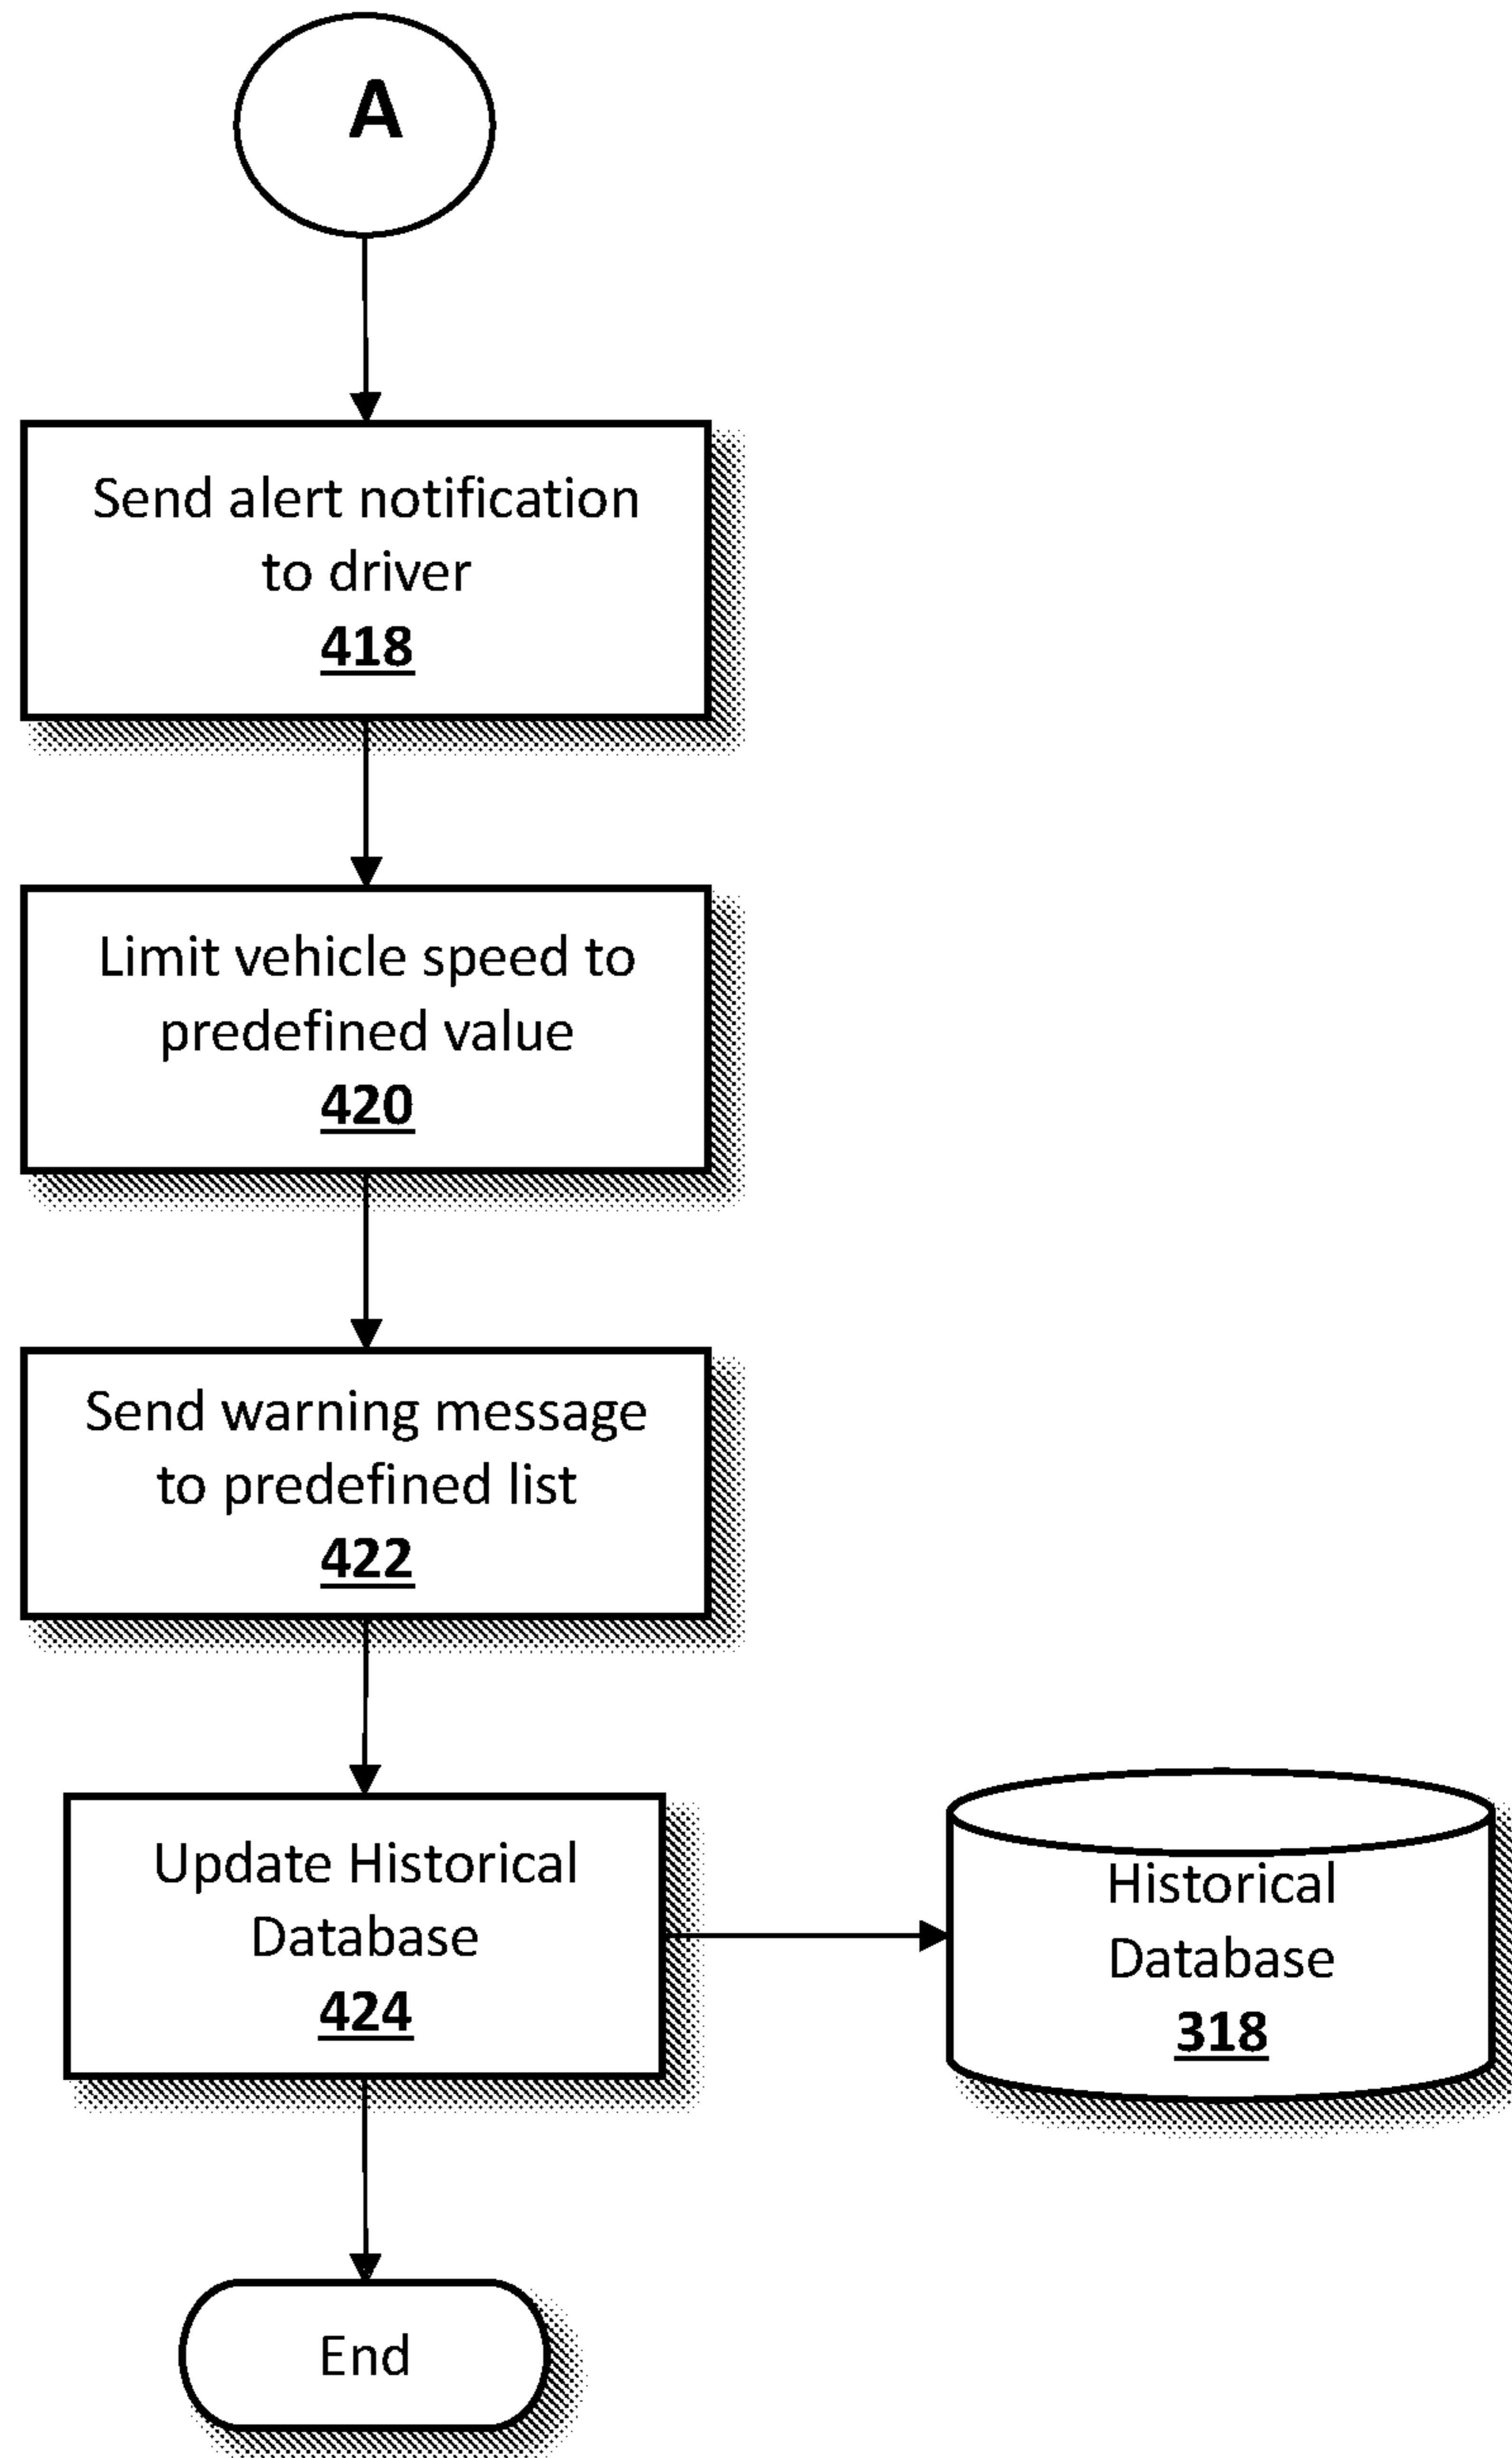 A
Send alert notification
to driver
418
Limit vehicle speed to
predefined value
420
Send warning message
to predefined list
422
Update Historical
Database
424
Historical
Database
318
End